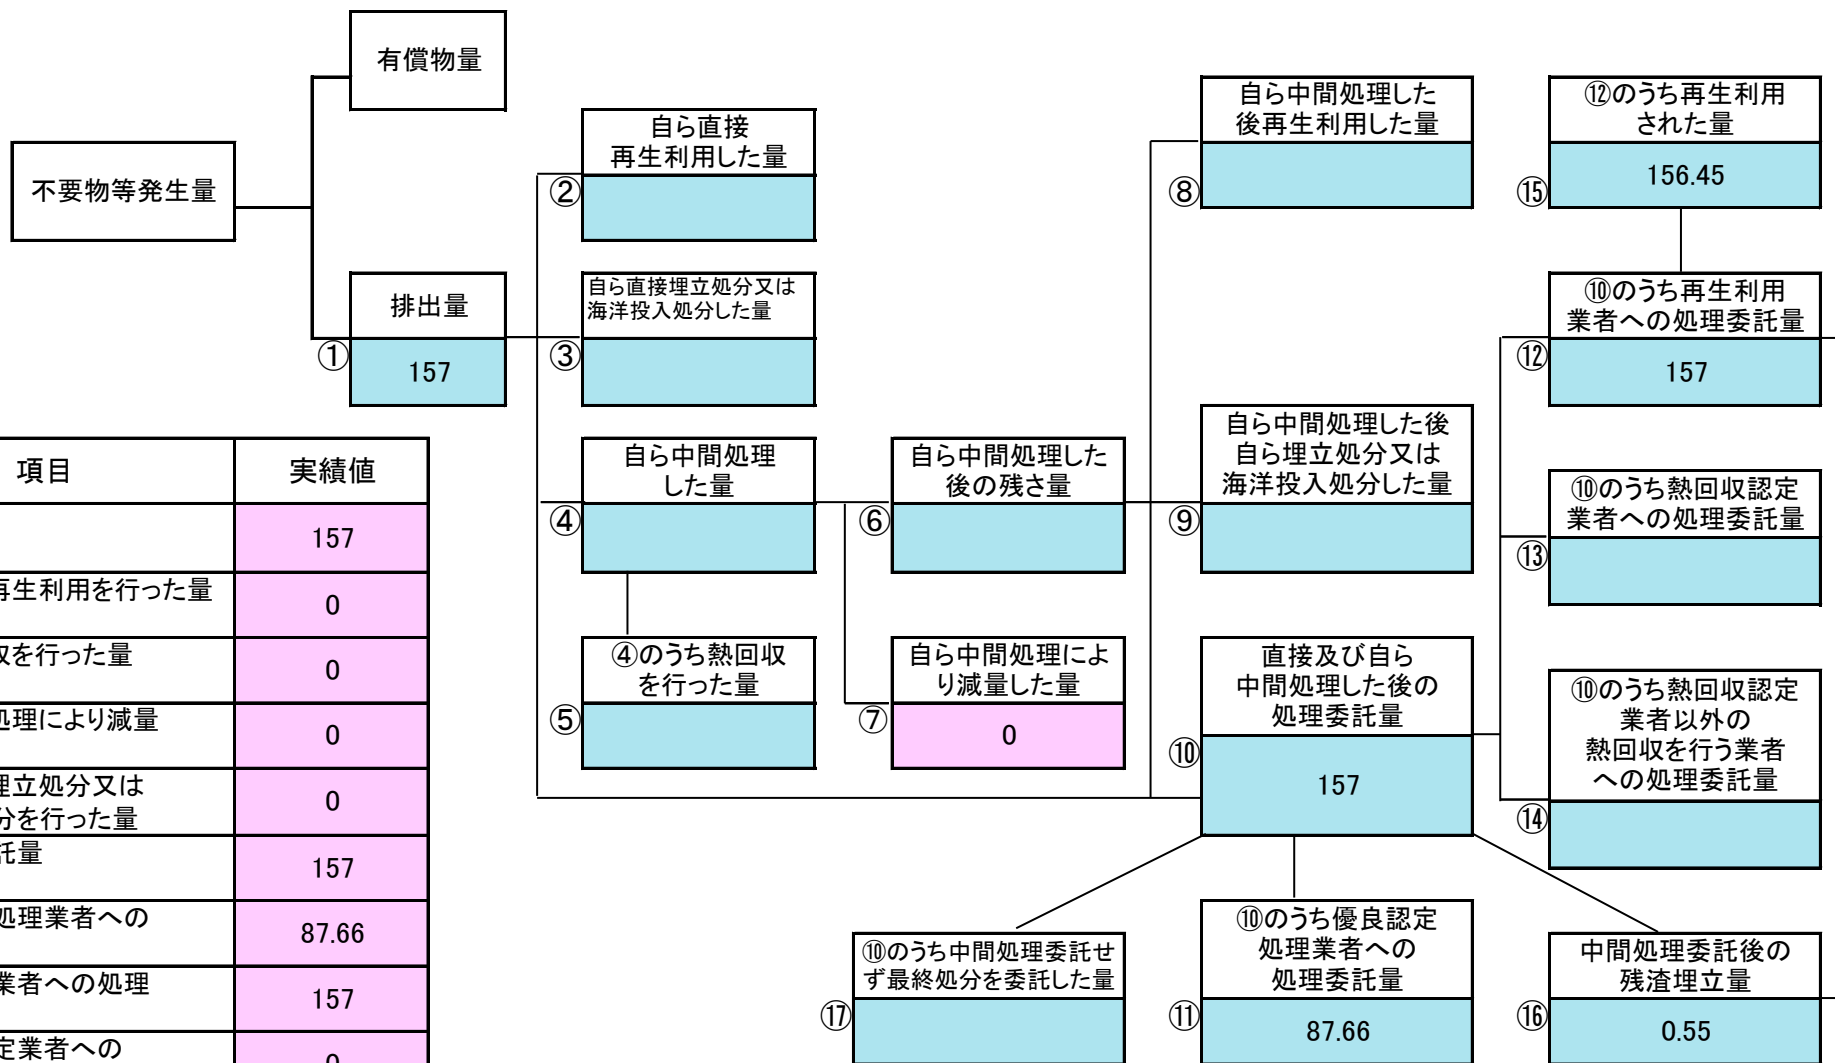 有償物量
不要物等発生量
排出量
①
157
自ら直接
再生利用した量
②
自ら直接埋立処分又は
海洋投入処分した量
③
自ら中間処理
した量
④
④のうち熱回収
を行った量
⑤
自ら中間処理した
後の残さ量
⑥
自ら中間処理によ
り減量した量
⑦
0
自ら中間処理した
後再生利用した量
⑧
自ら中間処理した後
自ら埋立処分又は
海洋投入処分した量
⑨
直接及び自ら
中間処理した後の
処理委託量
⑩
157
⑩のうち優良認定
処理業者への
処理委託量
⑪
87.66
⑫のうち再生利用
された量
⑮
156.45
⑩のうち再生利用
業者への処理委託量
⑫
157
⑩のうち熱回収認定
業者への処理委託量
⑬
⑩のうち熱回収認定
業者以外の
熱回収を行う業者
への処理委託量
⑭
中間処理委託後の
残渣埋立量
⑯
0.55
⑩のうち中間処理委託せ
ず最終処分を委託した量
⑰
項目 実績値
157
再生利用を行った量 0
を行った量 0
処理により減量 0
埋立処分又は
分を行った量 0
託量 157
処理業者への 87.66
業者への処理 157
定業者への 0